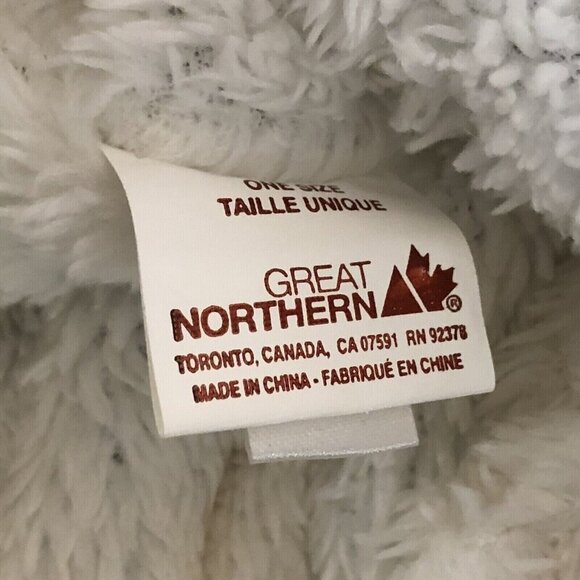 ONE SIZE
TAILLE UNIQUE
GREAT
NORTHERN ®
TORONTO, CANADA, CA 07591 RN 92378
MADE IN CHINA - FABRIQUÉ EN CHINE